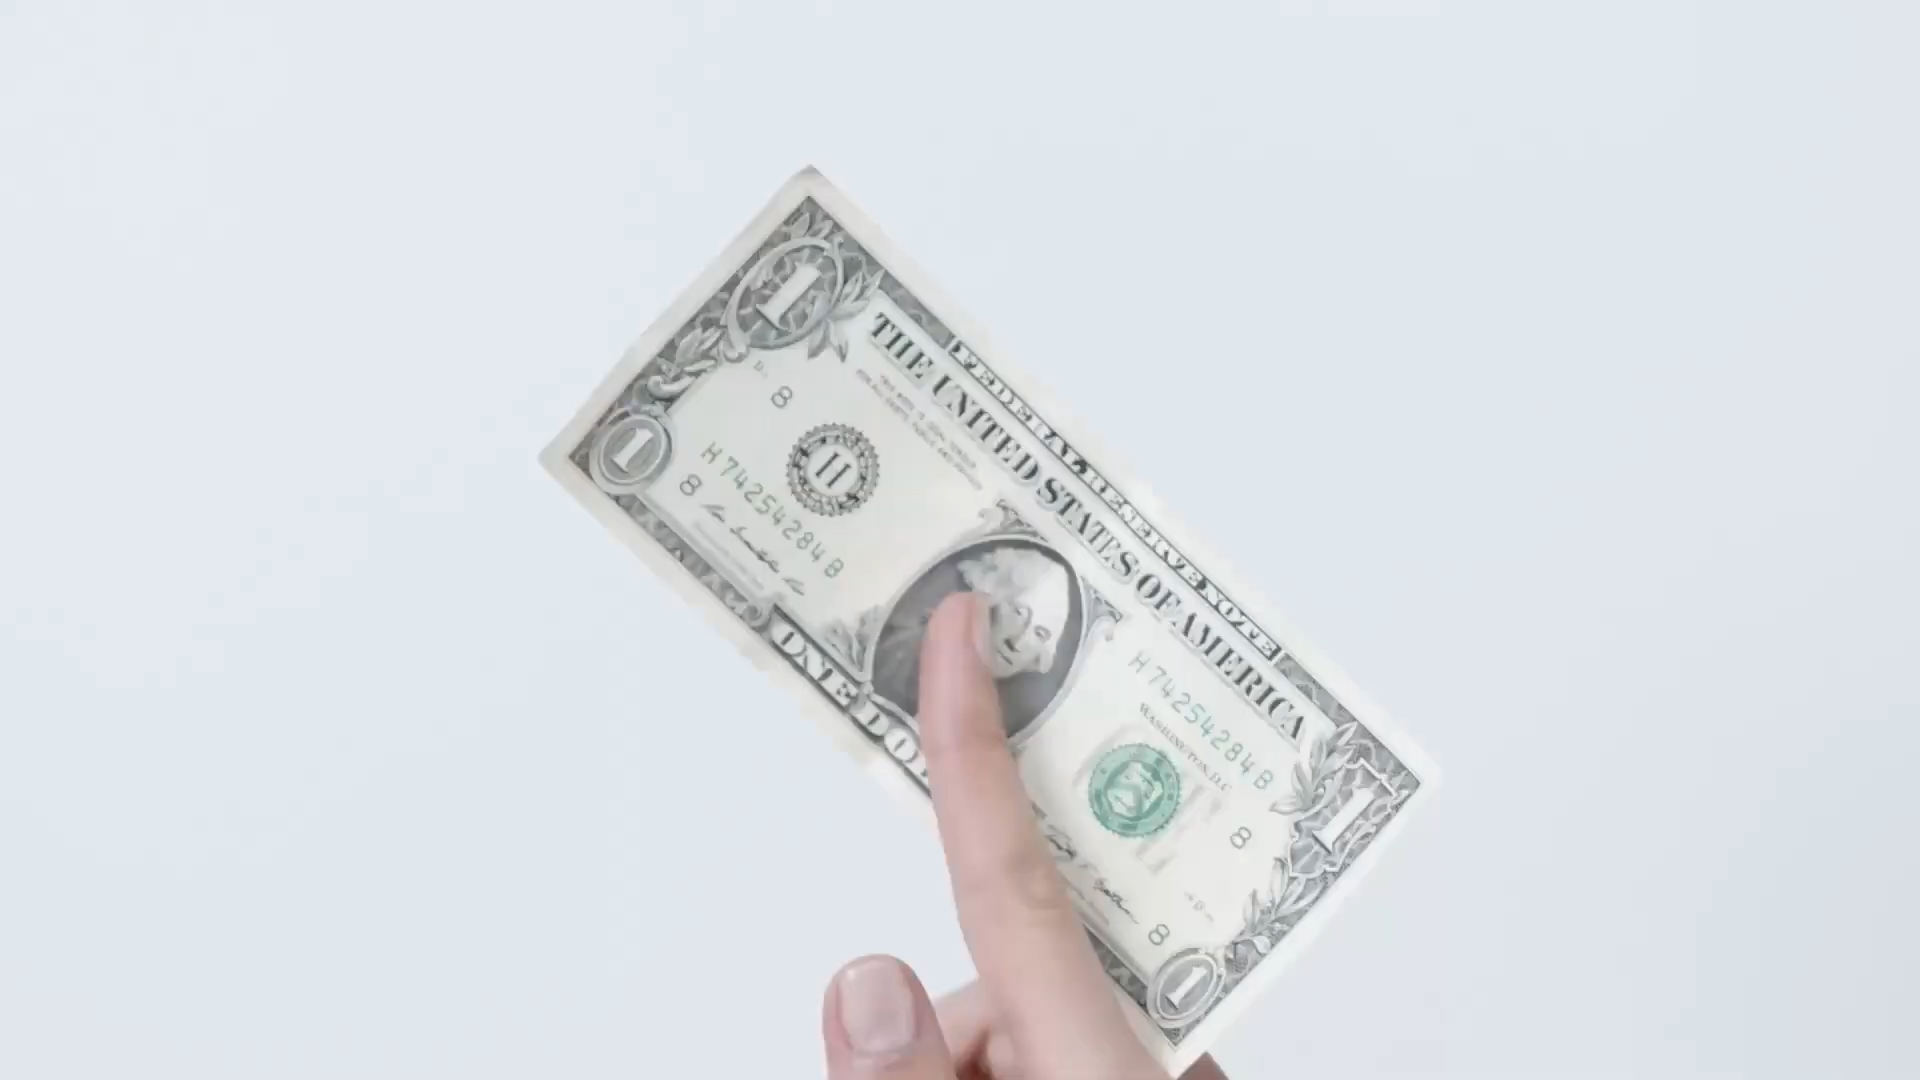 FEDERAL RESERVE NOTE
THE UNITED STATES OF AMERICA
1
1
8
H
H 74254284 B
8
H 74254284 B
WASHINGTON, D.C.
8
8
ONE DOL
1
1